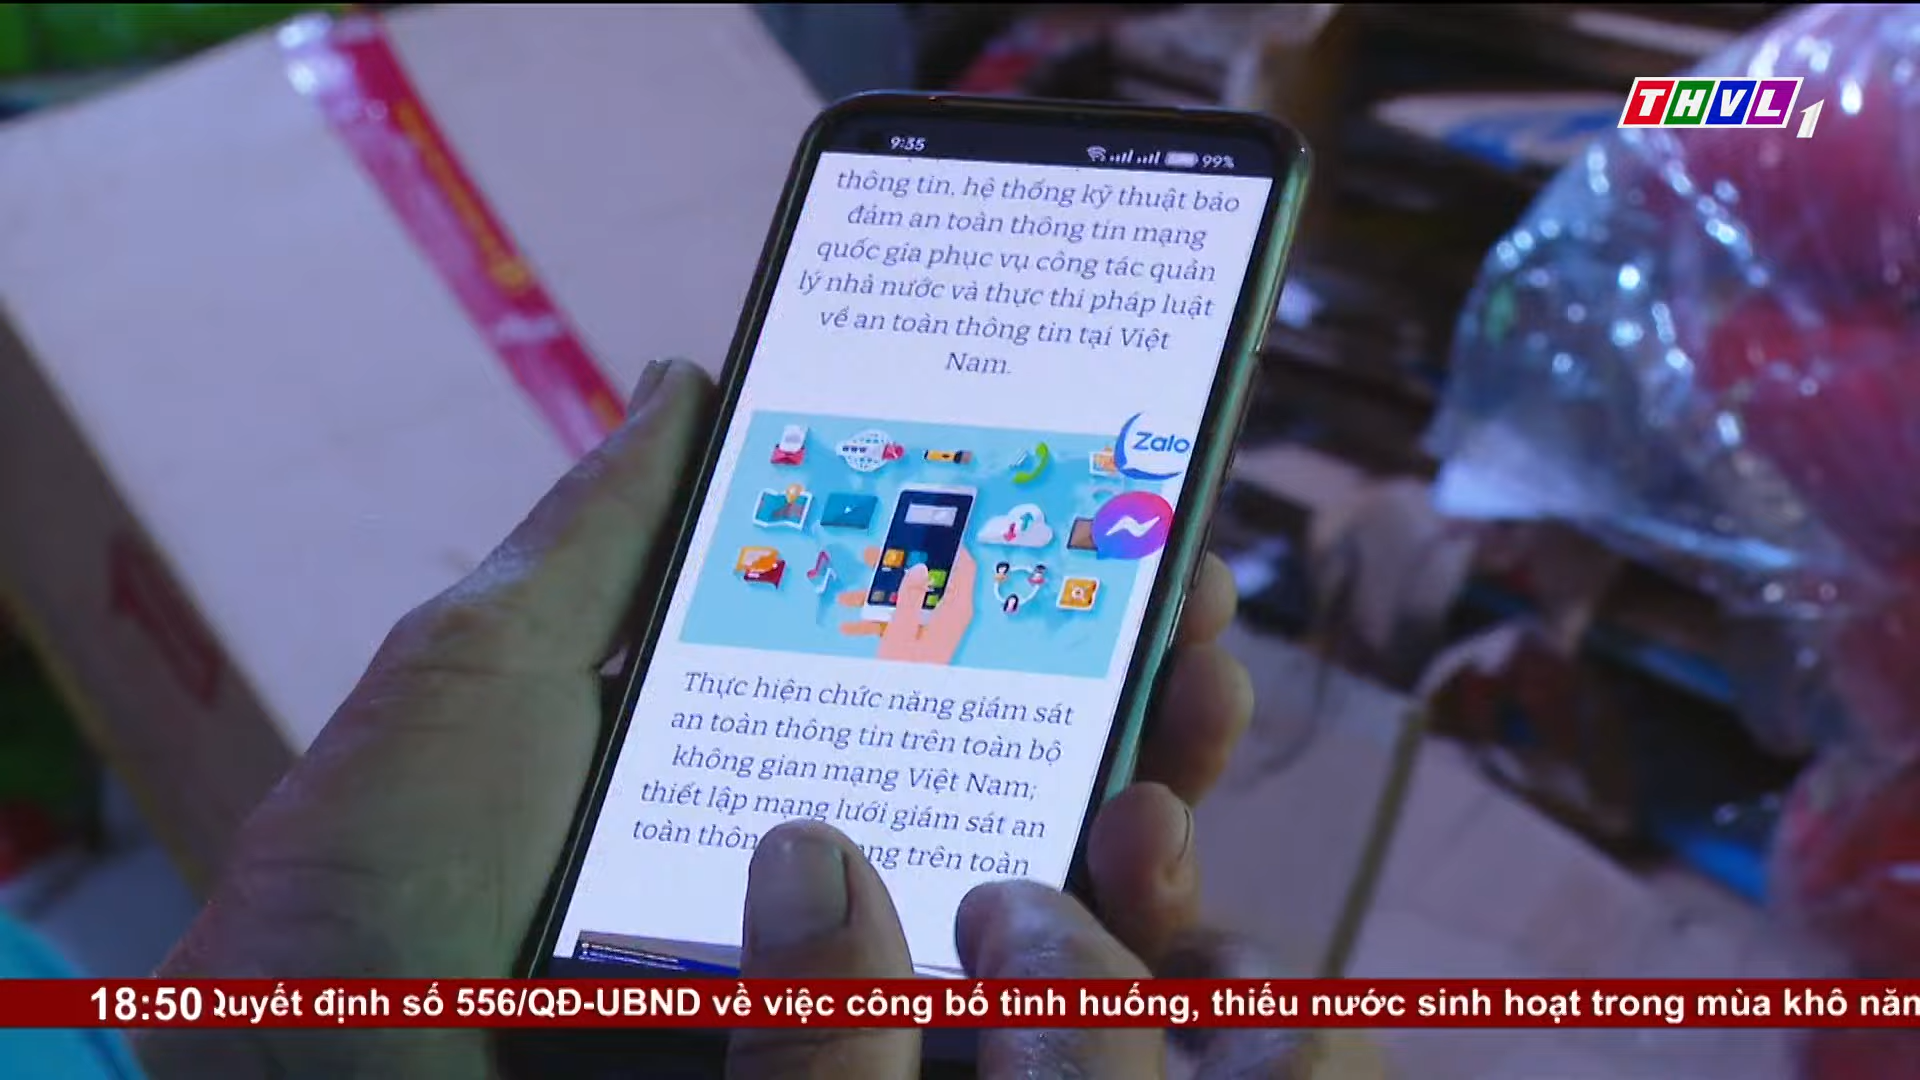 THVL1
9:35
99%
thông tin, hệ thống kỹ thuật bảo
đảm an toàn thông tin mạng
quốc gia phục vụ công tác quản
lý nhà nước và thực thi pháp luật
về an toàn thông tin tại Việt
Nam.
Zalo
Thực hiện chức năng giám sát
an toàn thông tin trên toàn bộ
không gian mạng Việt Nam;
thiết lập mạng lưới giám sát an
toàn thôn ạng trên toàn
18:50 Quyết định số 556/QĐ-UBND về việc công bố tình huống, thiếu nước sinh hoạt trong mùa khô năm